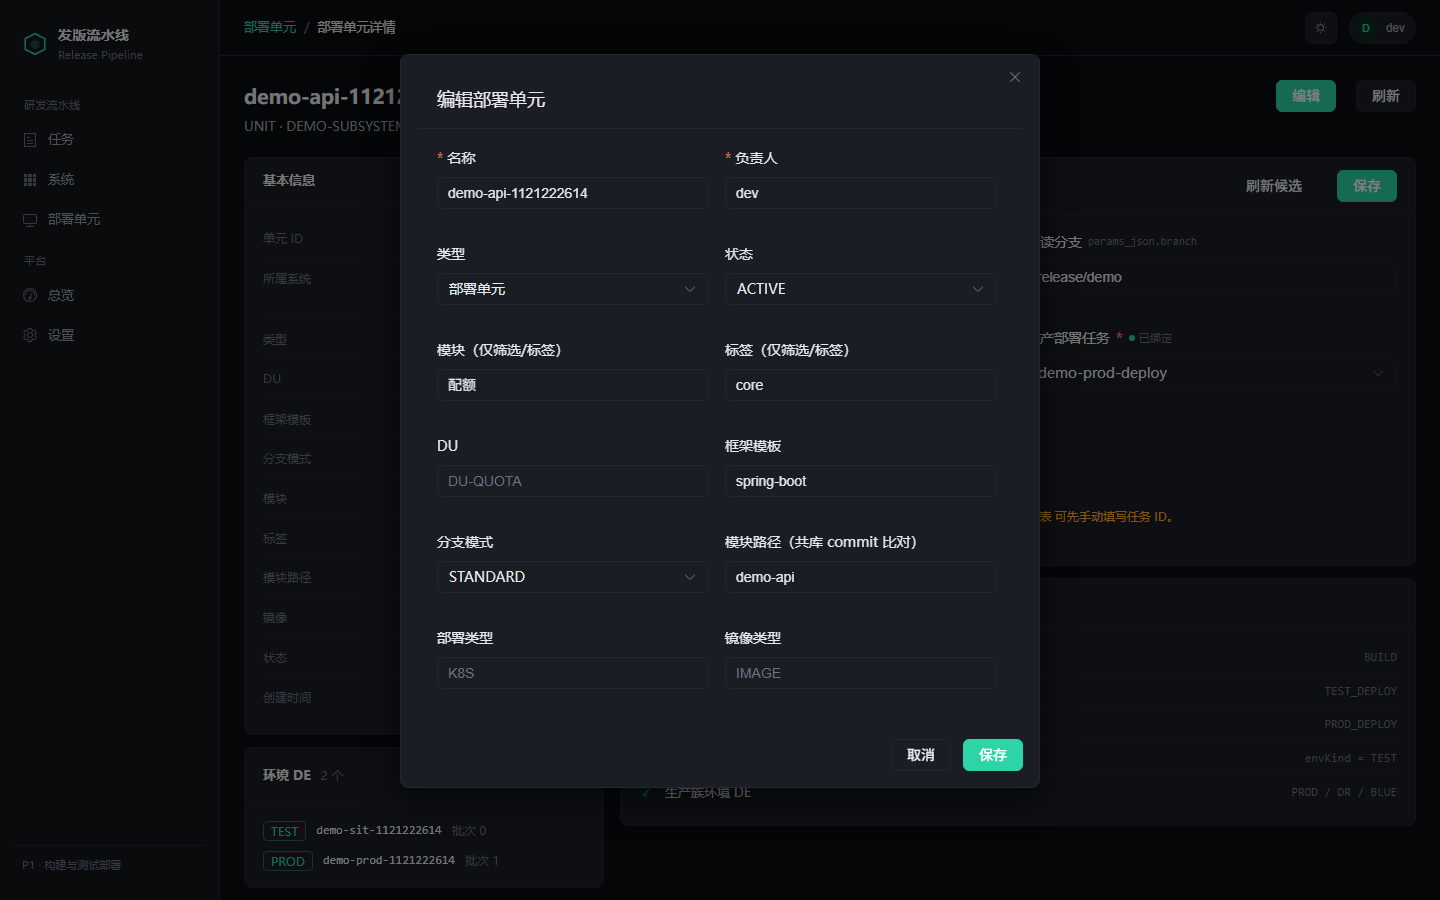 发版流水线
Release Pipeline
研发流水线
任务
系统
部署单元
平台
总览
设置
P1 · 构建与测试部署
部署单元 / 部署单元详情
D dev
demo-api-11212
UNIT · DEMO-SUBSYSTEM
编辑
刷新
基本信息
单元 ID
所属系统
类型
DU
框架模板
分支模式
模块
标签
模块路径
镜像
状态
创建时间
环境 DE 2 个
TEST demo-sit-1121222614 批次 0
PROD demo-prod-1121222614 批次 1
编辑部署单元
* 名称
demo-api-1121222614
* 负责人
dev
类型
部署单元
状态
ACTIVE
模块（仅筛选/标签）
配额
标签（仅筛选/标签）
core
DU
DU-QUOTA
框架模板
spring-boot
分支模式
STANDARD
模块路径（共库 commit 比对）
demo-api
部署类型
K8S
镜像类型
IMAGE
取消
保存
刷新候选
保存
读分支 params_json.branch
release/demo
产部署任务 * 已绑定
demo-prod-deploy
表 可先手动填写任务 ID。
BUILD
TEST_DEPLOY
PROD_DEPLOY
envKind = TEST
✓ 生产族环境 DE PROD / DR / BLUE